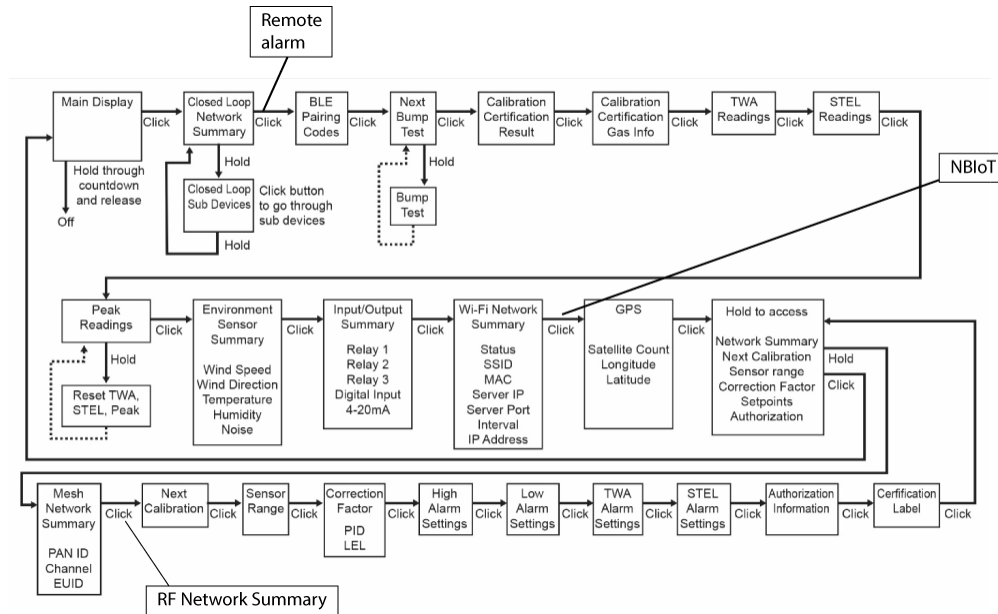 Remote
alarm
Main Display
Click
Closed Loop
Network
Summary
Click
BLE
Pairing
Codes
Click
Next
Bump
Test
Click
Calibration
Certification
Result
Click
Calibration
Certification
Gas Info
Click
TWA
Readings
Click
STEL
Readings
Click
Hold through
countdown
and release
Off
Hold
Closed Loop
Sub Devices
Click button
to go through
sub devices
Hold
Hold
Bump
Test
NBIoT
Peak
Readings
Click
Hold
Reset TWA,
STEL, Peak
Environment
Sensor
Summary
Wind Speed
Wind Direction
Temperature
Humidity
Noise
Click
Input/Output
Summary
Relay 1
Relay 2
Relay 3
Digital Input
4-20mA
Click
Wi-Fi Network
Summary
Status
SSID
MAC
Server IP
Server Port
Interval
IP Address
Click
GPS
Satellite Count
Longitude
Latitude
Click
Hold to access
Network Summary
Next Calibration
Sensor range
Correction Factor
Setpoints
Authorization
Hold
Click
Mesh
Network
Summary
PAN ID
Channel
EUID
Click
Next
Calibration
Click
Sensor
Range
Click
Correction
Factor
PID
LEL
Click
High
Alarm
Settings
Click
Low
Alarm
Settings
Click
TWA
Alarm
Settings
Click
STEL
Alarm
Settings
Click
Authorization
Information
Click
Cerfification
Label
Click
RF Network Summary